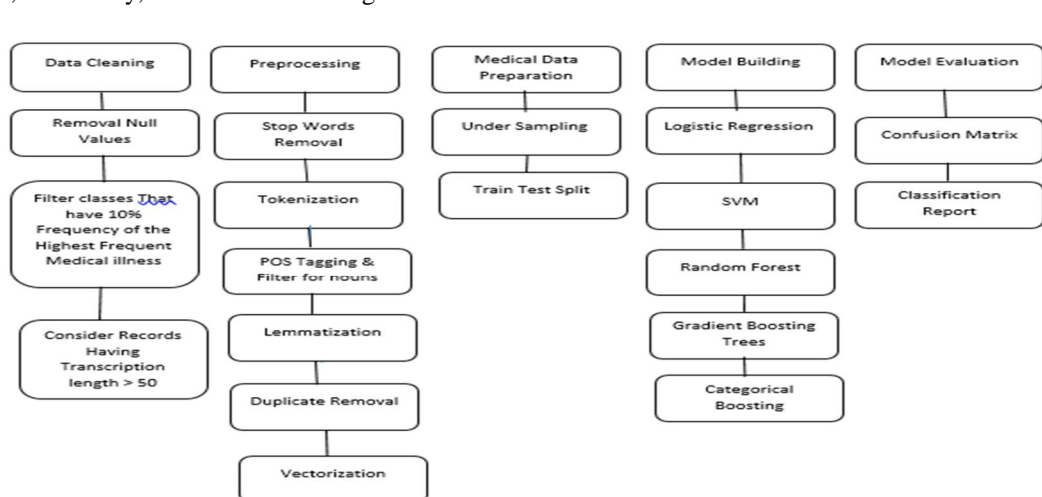 Data Cleaning
Removal Null
Values
Filter classes That
have 10%
Frequency of the
Highest Frequent
Medical illness
Consider Records
Having
Transcription
length > 50
Preprocessing
Stop Words
Removal
Tokenization
POS Tagging &
Filter for nouns
Lemmatization
Duplicate Removal
Vectorization
Medical Data
Preparation
Under Sampling
Train Test Split
Model Building
Logistic Regression
SVM
Random Forest
Gradient Boosting
Trees
Categorical
Boosting
Model Evaluation
Confusion Matrix
Classification
Report